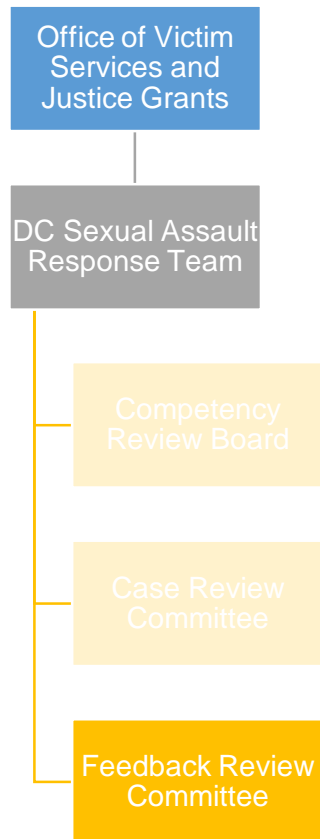 Office of Victim
Services and
Justice Grants
DC Sexual Assault
Response Team
Competency
Review Board
Case Review
Committee
Feedback Review
Committee